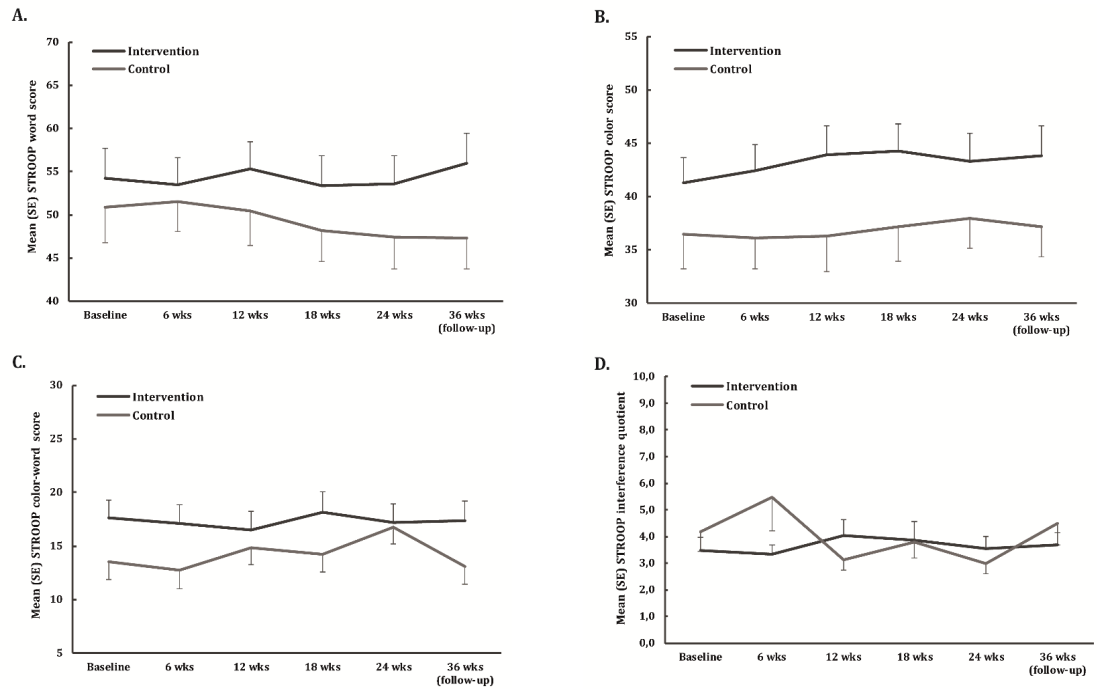 A.
Mean (SE) STROOP word score
70
65
60
55
50
45
40
Intervention
Control
Baseline 6 wks 12 wks 18 wks 24 wks 36 wks
(follow-up)
B.
Mean (SE) STROOP color score
55
50
45
40
35
30
Intervention
Control
Baseline 6 wks 12 wks 18 wks 24 wks 36 wks
(follow-up)
C.
Mean (SE) STROOP color-word score
30
25
20
15
10
5
Intervention
Control
Baseline 6 wks 12 wks 18 wks 24 wks 36 wks
(follow-up)
D.
Mean (SE) STROOP interference quotient
10,0
9,0
8,0
7,0
6,0
5,0
4,0
3,0
2,0
1,0
0,0
Intervention
Control
Baseline 6 wks 12 wks 18 wks 24 wks 36 wks
(follow-up)